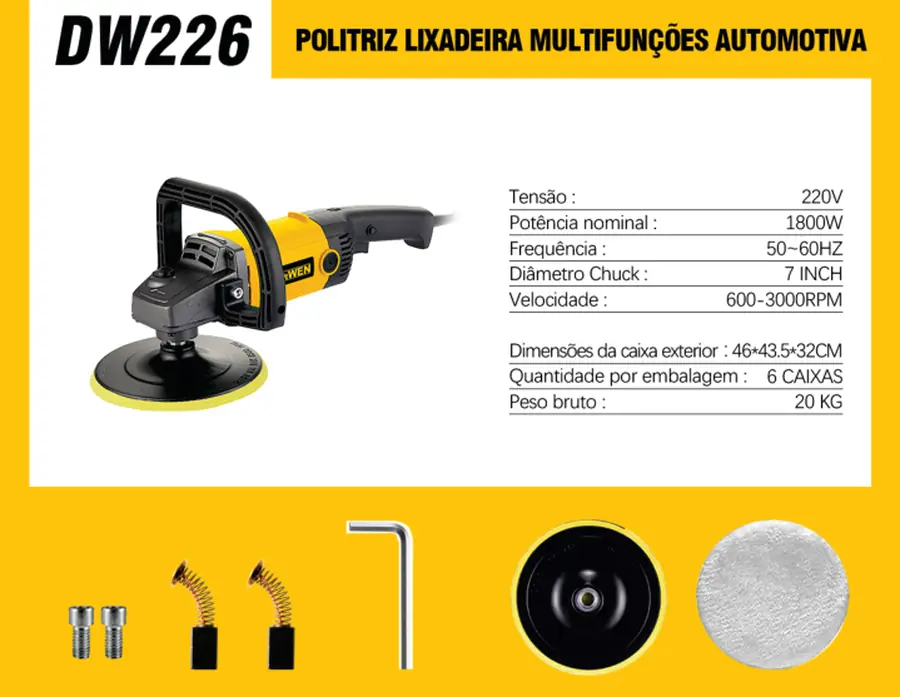 DW226
POLITRIZ LIXADEIRA MULTIFUNÇÕES AUTOMOTIVA
Tensão : 220V
Potência nominal : 1800W
Frequência : 50~60HZ
Diâmetro Chuck : 7 INCH
Velocidade : 600-3000RPM
Dimensões da caixa exterior : 46*43.5*32CM
Quantidade por embalagem : 6 CAIXAS
Peso bruto : 20 KG